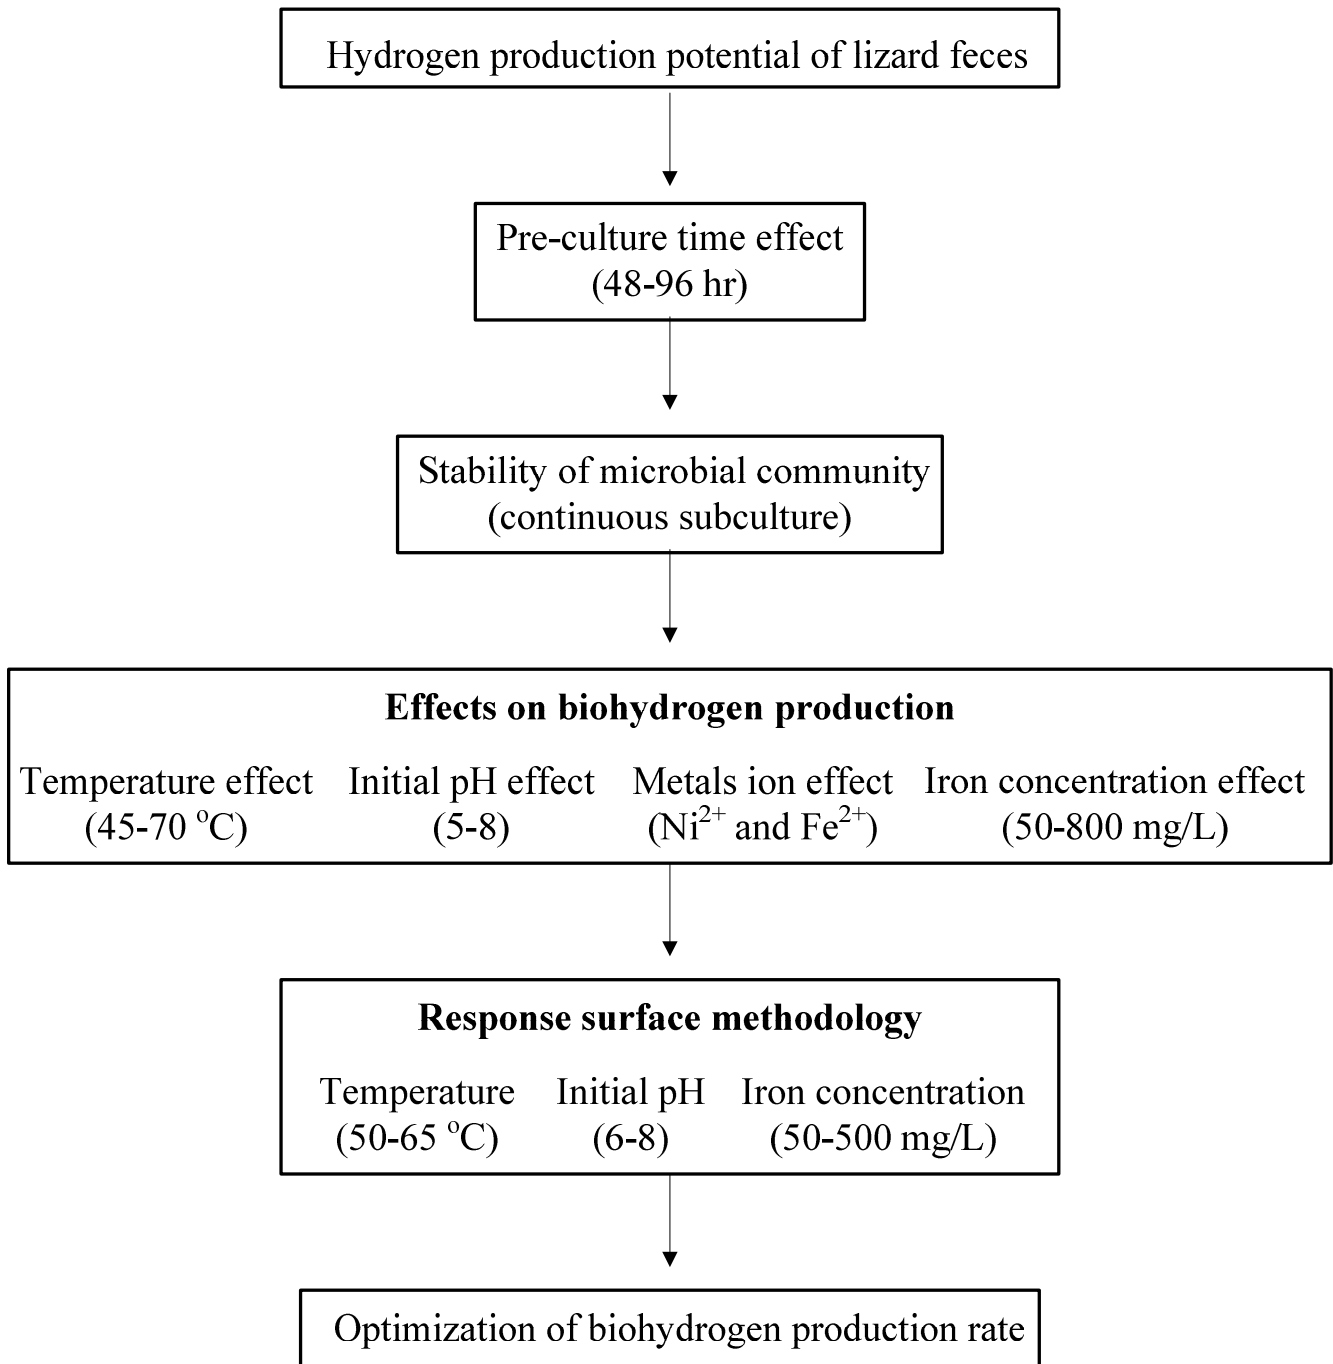 Hydrogen production potential of lizard feces
Pre-culture time effect
(48-96 hr)
Stability of microbial community
(continuous subculture)
Effects on biohydrogen production
Temperature effect Initial pH effect Metals ion effect Iron concentration effect
(45-70 °C) (5-8) (Ni²⁺ and Fe²⁺) (50-800 mg/L)
Response surface methodology
Temperature Initial pH Iron concentration
(50-65 °C) (6-8) (50-500 mg/L)
Optimization of biohydrogen production rate